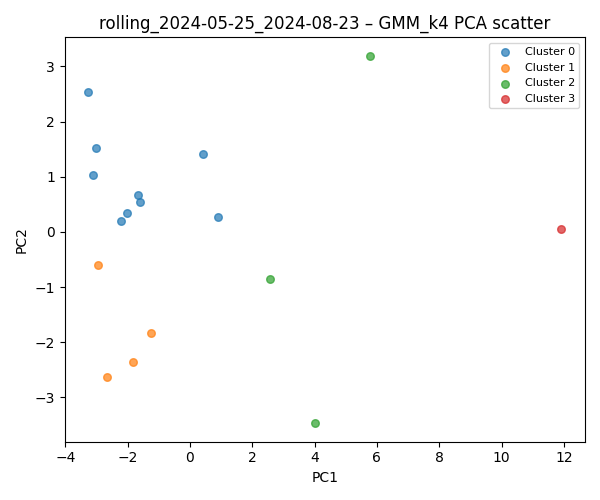 rolling_2024-05-25_2024-08-23 – GMM_k4 PCA scatter
Cluster 0
Cluster 1
Cluster 2
Cluster 3
PC2
3
2
1
0
−1
−2
−3
−4
−2
0
2
4
6
8
10
12
PC1